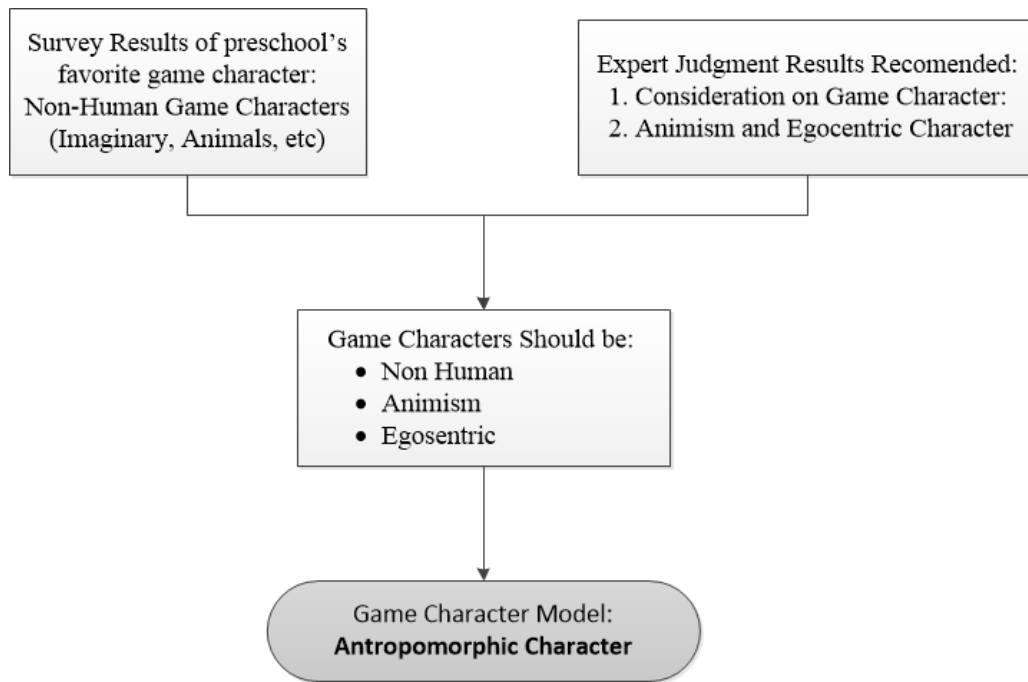 Survey Results of preschool’s
favorite game character:
Non-Human Game Characters
(Imaginary, Animals, etc)
Expert Judgment Results Recomended:
1. Consideration on Game Character:
2. Animism and Egocentric Character
Game Characters Should be:
• Non Human
• Animism
• Egosentric
Game Character Model:
Antropomorphic Character